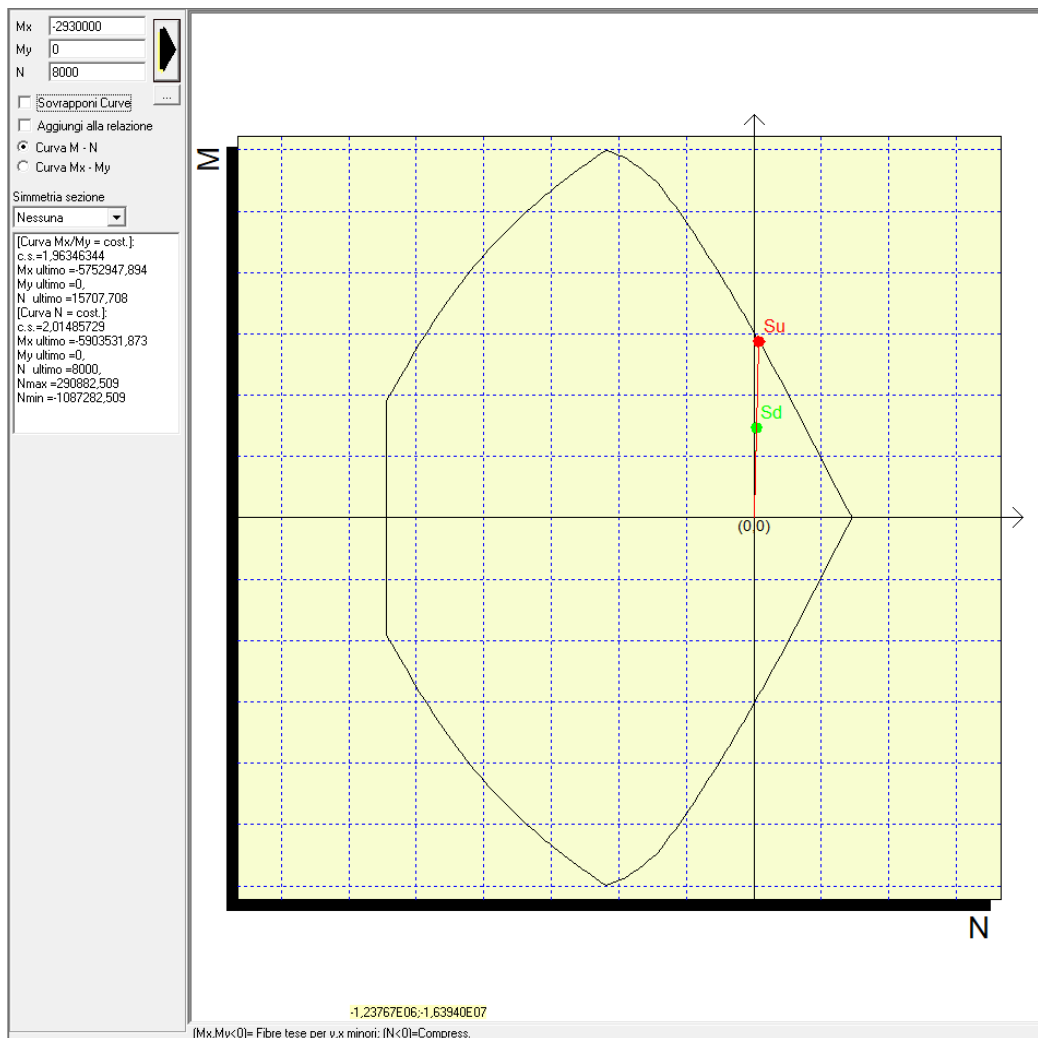 Mx -2930000
My 0
N 8000
...
Sovrapponi Curve
Aggiungi alla relazione
Curva M - N
Curva Mx - My
Simmetria sezione
Nessuna
[Curva Mx/My = cost.]:
c.s.=1,96346344
Mx ultimo =-5752947,894
My ultimo =0,
N ultimo =15707,708
[Curva N = cost.]:
c.s.=2,01485729
Mx ultimo =-5903531,873
My ultimo =0,
N ultimo =8000,
Nmax =290882,509
Nmin =-1087282,509
M
Su
Sd
(0,0)
N
-1,23767E06;-1,63940E07
(Mx,My<0)= Fibre tese per y,x minori; (N<0)=Compress.